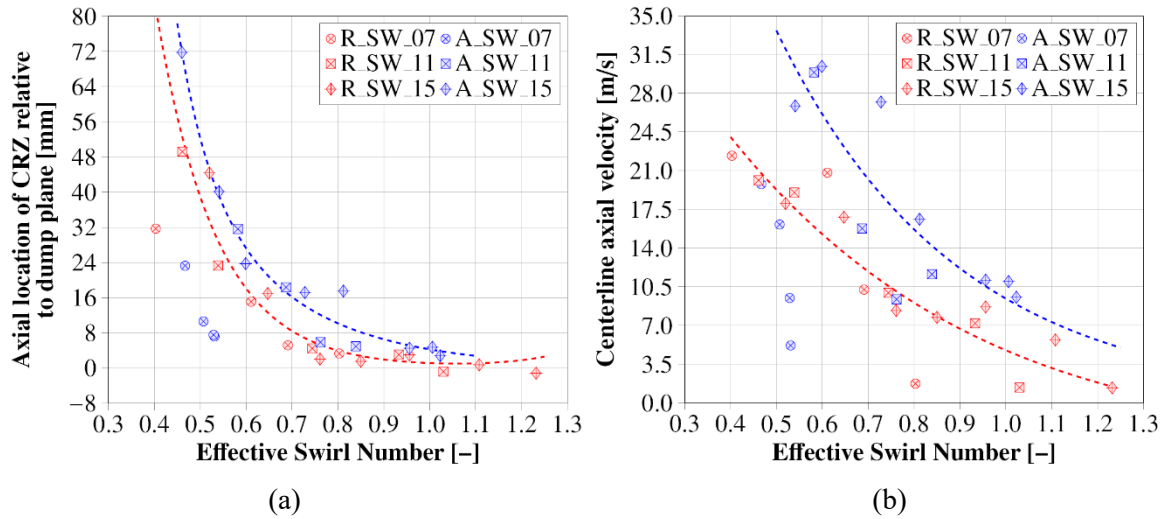 80
72
64
56
48
40
32
24
16
8
0
−8
Axial location of CRZ relative
to dump plane [mm]
R_SW_07 A_SW_07
R_SW_11 A_SW_11
R_SW_15 A_SW_15
0.3 0.4 0.5 0.6 0.7 0.8 0.9 1.0 1.1 1.2 1.3
Effective Swirl Number [−]
(a)
35.0
31.5
28.0
24.5
21.0
17.5
14.0
10.5
7.0
3.5
0.0
Centerline axial velocity [m/s]
R_SW_07 A_SW_07
R_SW_11 A_SW_11
R_SW_15 A_SW_15
0.3 0.4 0.5 0.6 0.7 0.8 0.9 1.0 1.1 1.2 1.3
Effective Swirl Number [−]
(b)